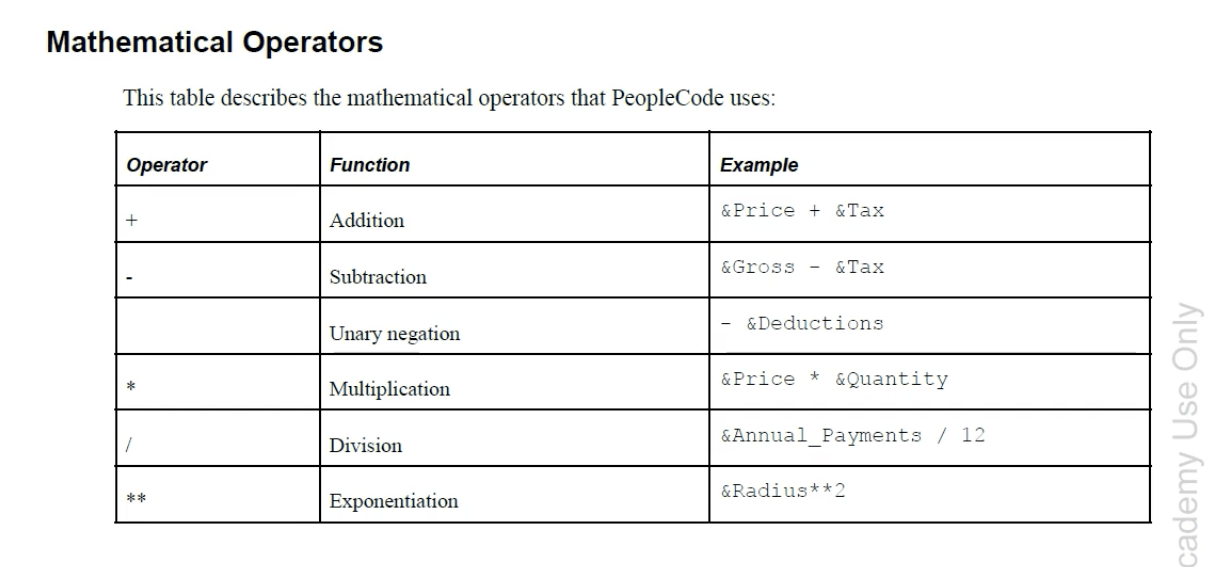 Mathematical Operators
This table describes the mathematical operators that PeopleCode uses:
Operator Function Example
+ Addition &Price + &Tax
- Subtraction &Gross - &Tax
Unary negation - &Deductions
* Multiplication &Price * &Quantity
/ Division &Annual_Payments / 12
** Exponentiation &Radius**2
cademy Use Only